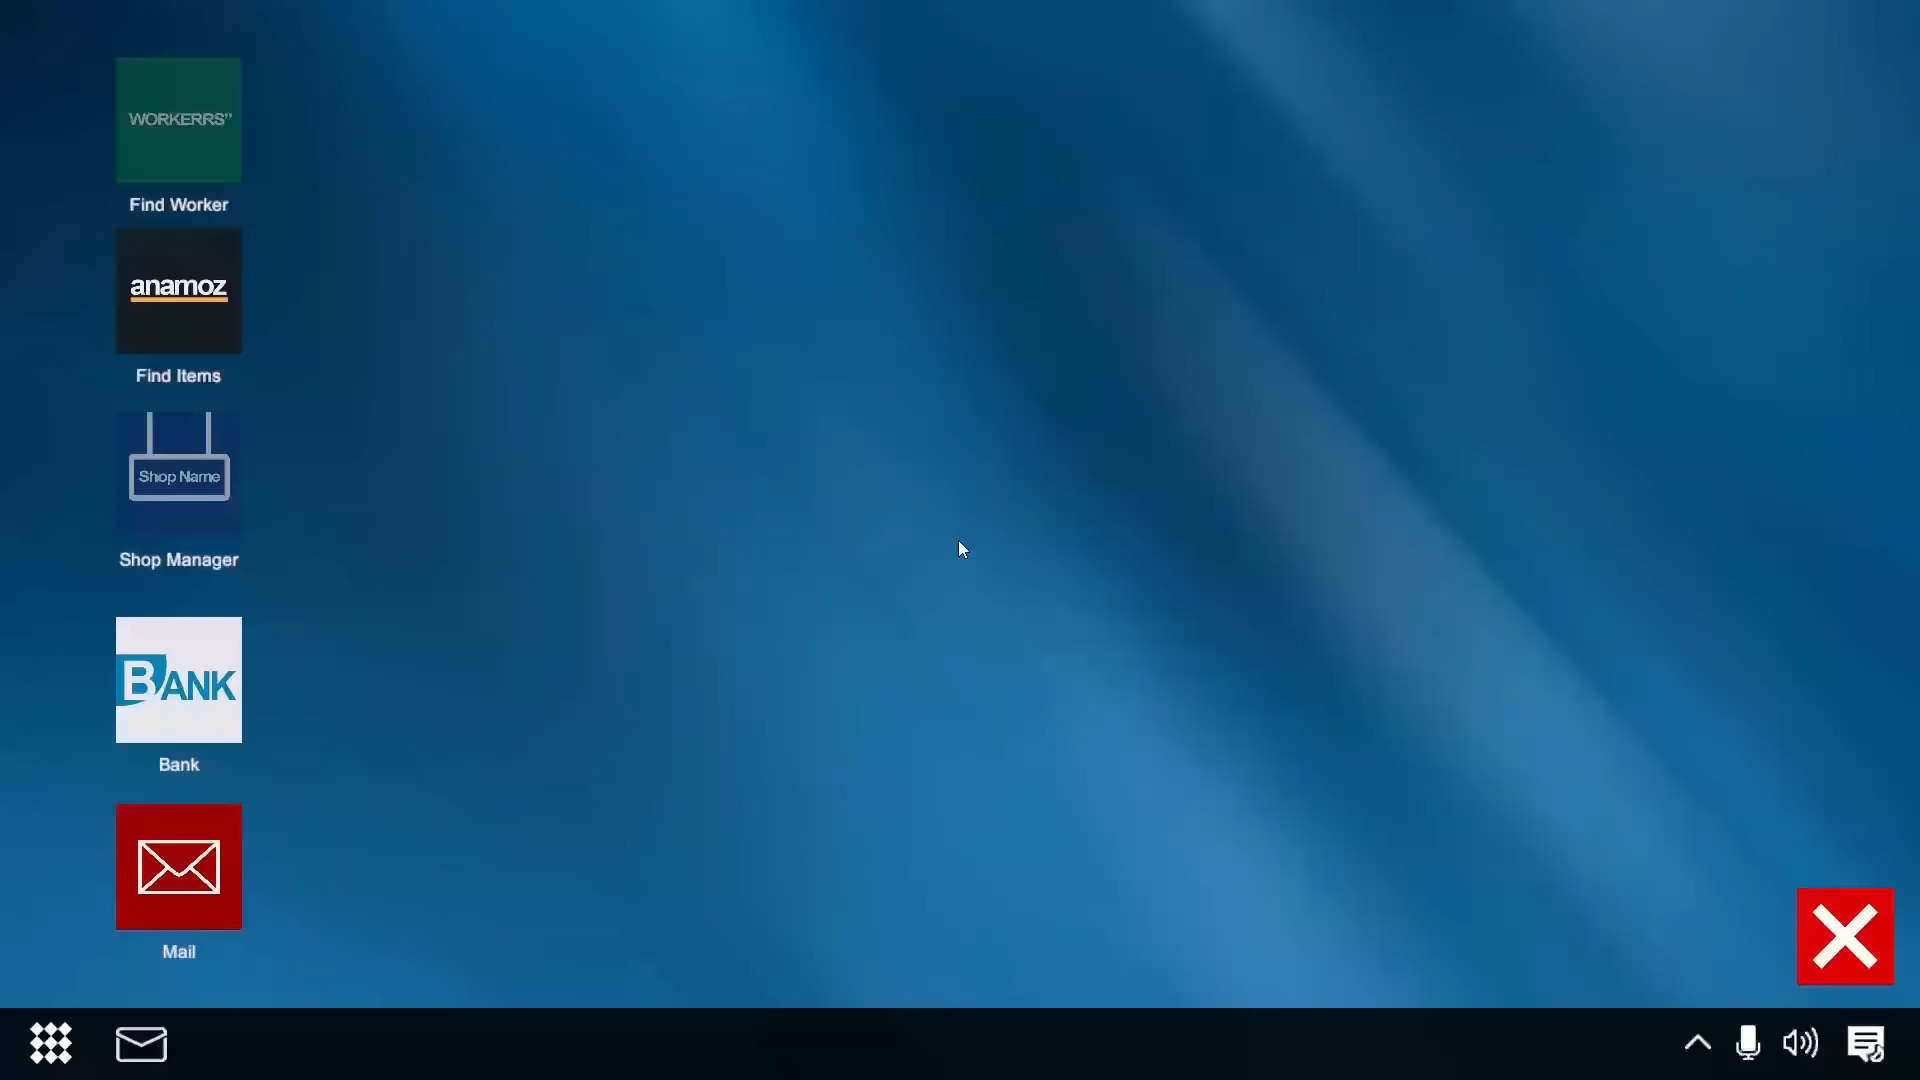 WORKERRS"
Find Worker
anamoz
Find Items
Shop Name
Shop Manager
BANK
Bank
Mail